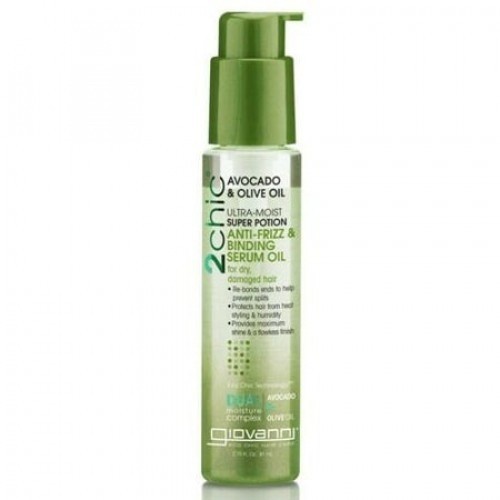 2chic®
AVOCADO
& OLIVE OIL
ULTRA-MOIST
SUPER POTION
ANTI-FRIZZ &
BINDING
SERUM OIL
for dry,
damaged hair
• Re-bonds ends to help
prevent splits
• Protects hair from heat
styling & humidity
• Provides maximum
shine & a flawless finish
Chic Technology
DUAL
moisture
complex
AVOCADO
&
OLIVE OIL
giovanni